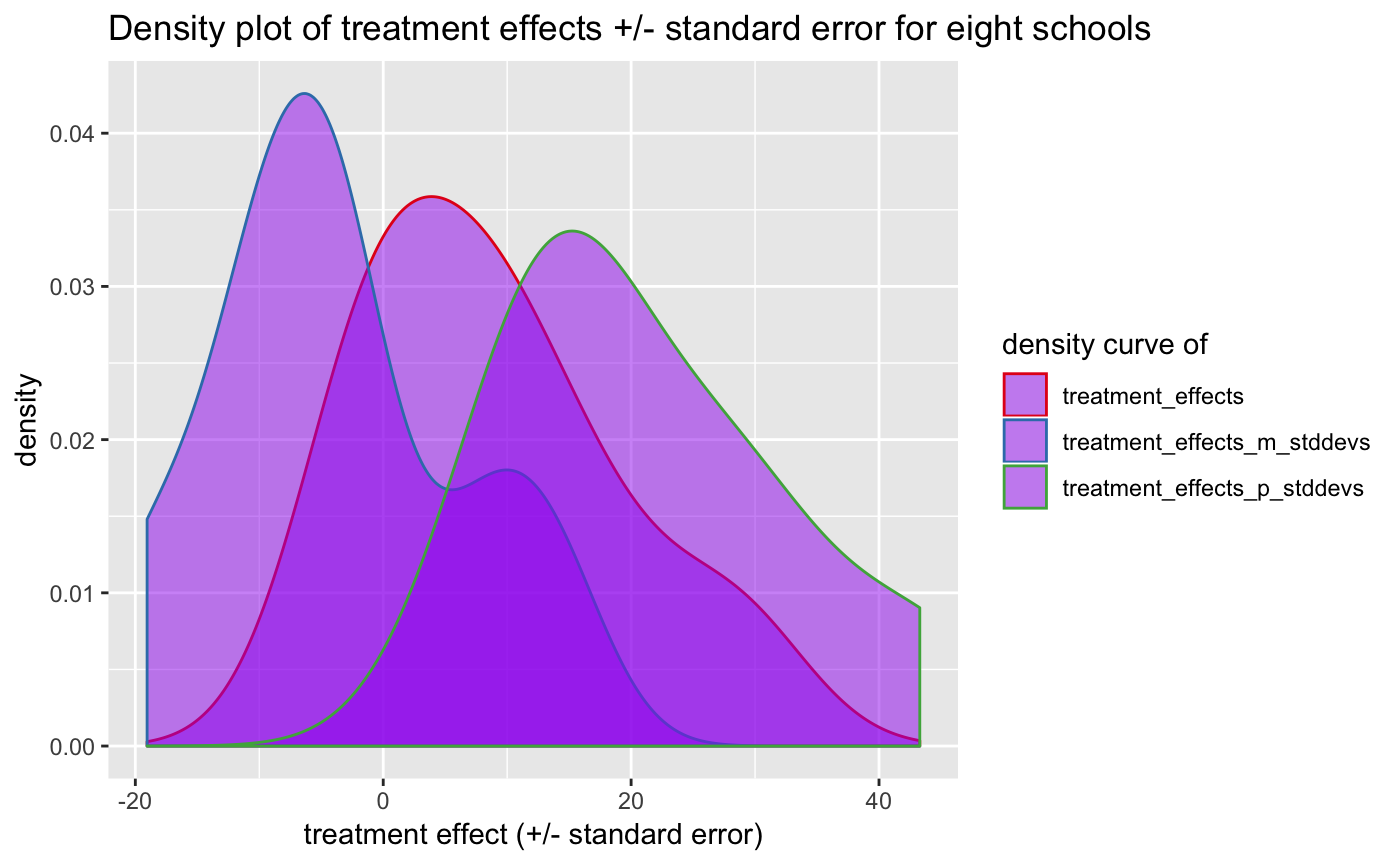 Density plot of treatment effects +/- standard error for eight schools
0.04
0.03
0.02
0.01
0.00
density
-20 0 20 40
treatment effect (+/- standard error)
density curve of
treatment_effects
treatment_effects_m_stddevs
treatment_effects_p_stddevs